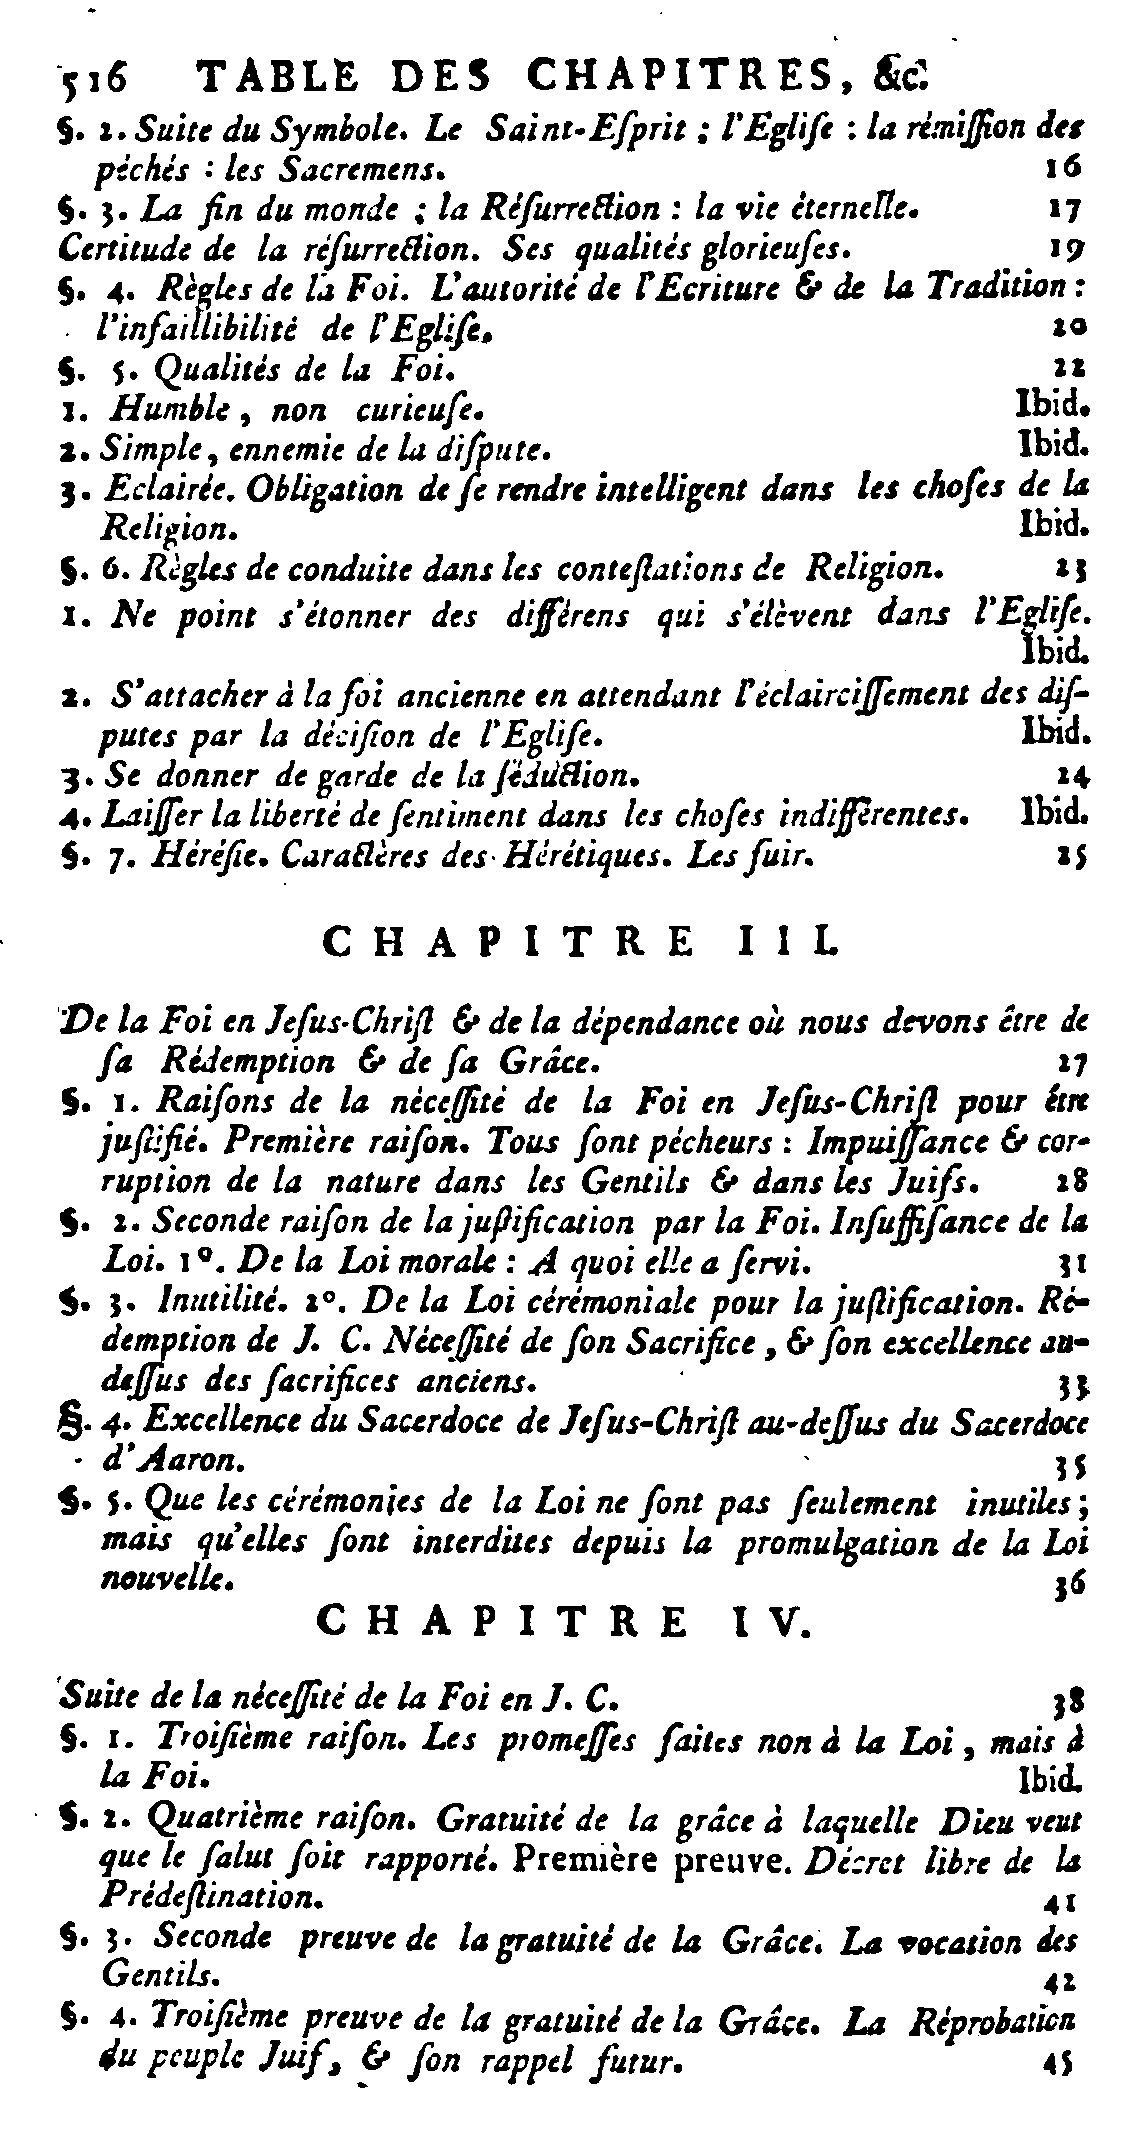 516 TABLE DES CHAPITRES, &c.
§. 2. Suite du Symbole. Le Saint-Eſprit ; l'Egliſe : la rémiſſion des
péchés : les Sacremens. 16
§. 3. La fin du monde ; la Réſurrection : la vie éternelle. 17
Certitude de la réſurrection. Ses qualités glorieuſes. 19
§. 4. Règles de la Foi. L'autorité de l'Ecriture & de la Tradition :
l'infaillibilité de l'Egliſe. 20
§. 5. Qualités de la Foi. 22
1. Humble, non curieuſe. Ibid.
2. Simple, ennemie de la diſpute. Ibid.
3. Eclairée. Obligation de ſe rendre intelligent dans les choſes de la
Religion. Ibid.
§. 6. Règles de conduite dans les conteſtations de Religion. 23
1. Ne point s'étonner des différens qui s'élèvent dans l'Egliſe.
Ibid.
2. S'attacher à la foi ancienne en attendant l'éclairciſſement des diſ-
putes par la déciſion de l'Egliſe. Ibid.
3. Se donner de garde de la ſéduction. 24
4. Laiſſer la liberté de ſentiment dans les choſes indifférentes. Ibid.
§. 7. Héréſie. Caractères des Hérétiques. Les fuir. 25
CHAPITRE III.
De la Foi en Jeſus-Chriſt & de la dépendance où nous devons être de
ſa Rédemption & de ſa Grâce. 27
§. 1. Raiſons de la néceſſité de la Foi en Jeſus-Chriſt pour être
juſtifié. Première raiſon. Tous ſont pécheurs : Impuiſſance & cor-
ruption de la nature dans les Gentils & dans les Juifs. 28
§. 2. Seconde raiſon de la juſtification par la Foi. Inſuffiſance de la
Loi. 1°. De la Loi morale : A quoi elle a ſervi. 31
§. 3. Inutilité. 2°. De la Loi cérémoniale pour la juſtification. Ré-
demption de J. C. Néceſſité de ſon Sacrifice, & ſon excellence au-
deſſus des ſacrifices anciens. 33
§. 4. Excellence du Sacerdoce de Jeſus-Chriſt au-deſſus du Sacerdoce
d'Aaron. 35
§. 5. Que les cérémonies de la Loi ne ſont pas ſeulement inutiles ;
mais qu'elles ſont interdites depuis la promulgation de la Loi
nouvelle. 36
CHAPITRE IV.
Suite de la néceſſité de la Foi en J. C. 38
§. 1. Troiſième raiſon. Les promeſſes faites non à la Loi, mais à
la Foi. Ibid.
§. 2. Quatrième raiſon. Gratuité de la grâce à laquelle Dieu veut
que le ſalut ſoit rapporté. Première preuve. Décret libre de la
Prédeſtination. 41
§. 3. Seconde preuve de la gratuité de la Grâce. La vocation des
Gentils. 42
§. 4. Troiſième preuve de la gratuité de la Grâce. La Réprobation
du peuple Juif, & ſon rappel futur. 45